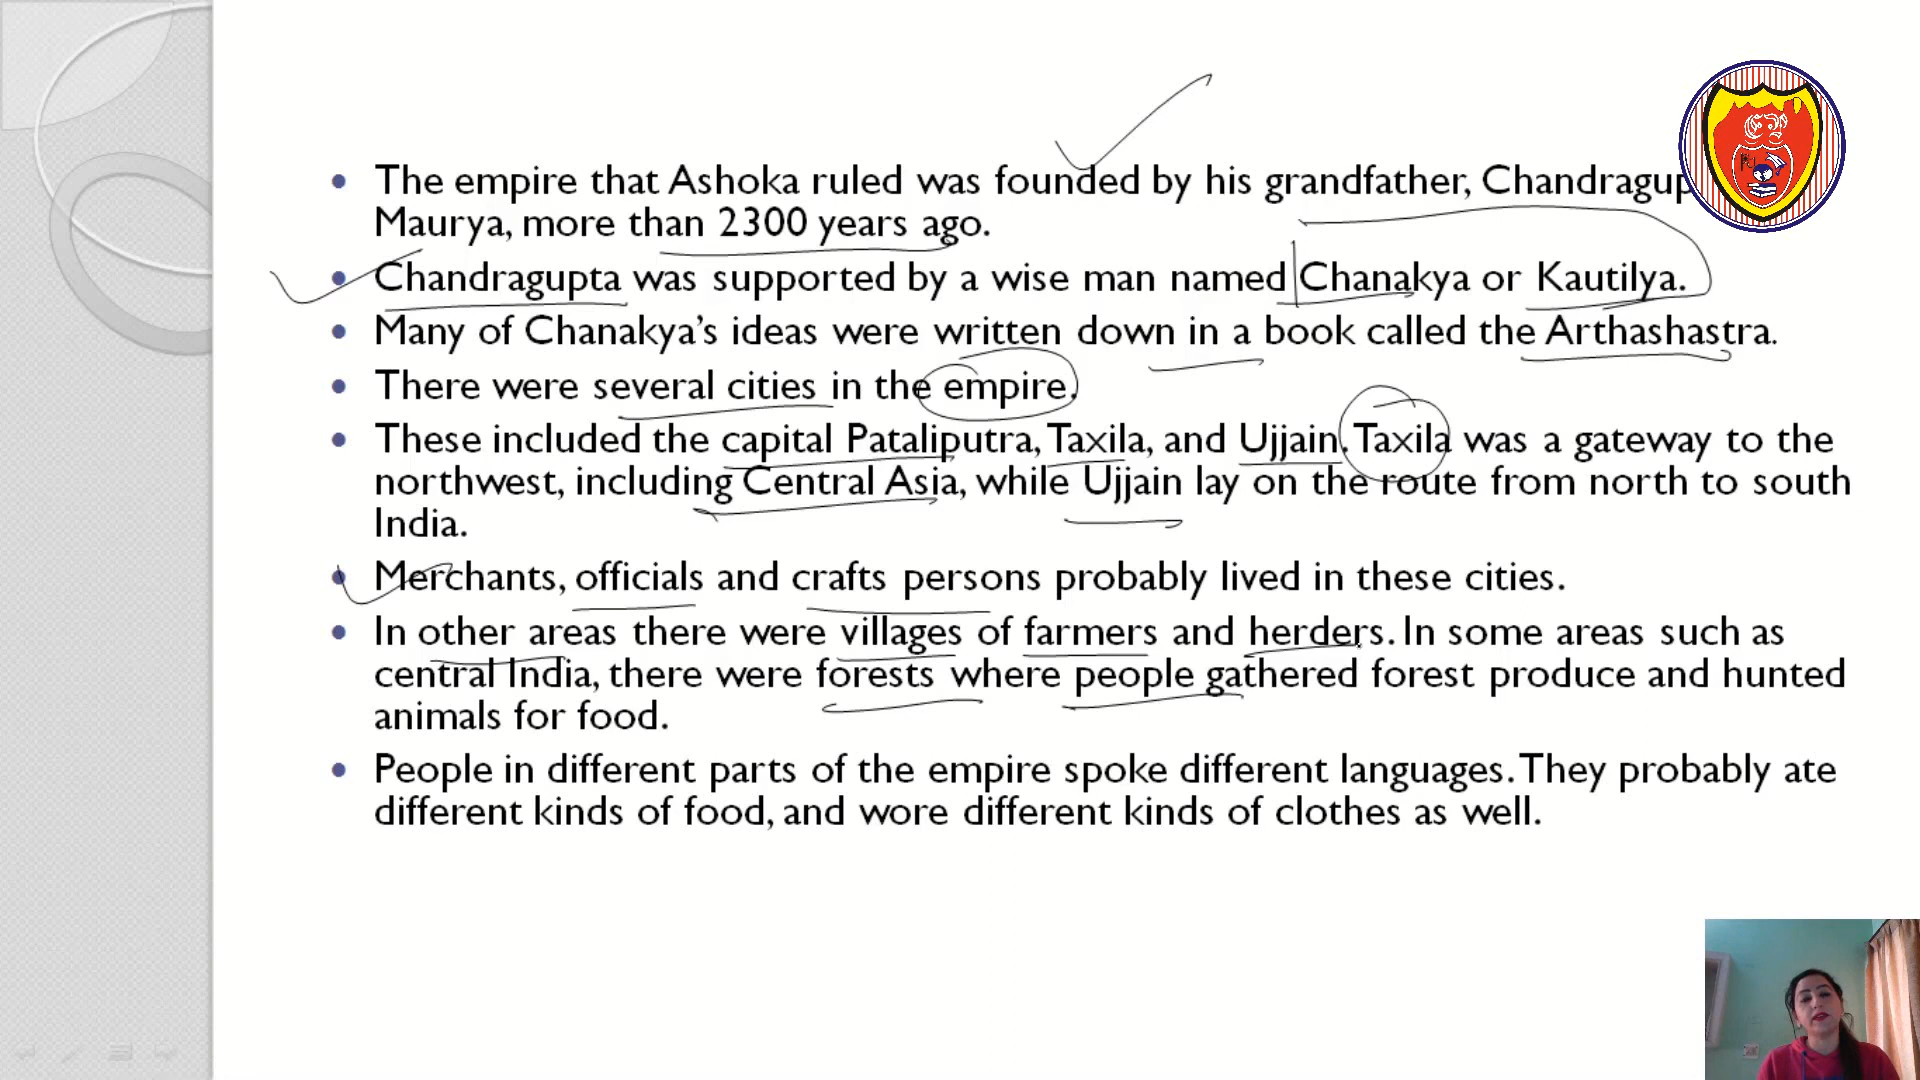 • The empire that Ashoka ruled was founded by his grandfather, Chandragup
Maurya, more than 2300 years ago.
• Chandragupta was supported by a wise man named Chanakya or Kautilya.
• Many of Chanakya's ideas were written down in a book called the Arthashastra.
• There were several cities in the empire.
• These included the capital Pataliputra, Taxila, and Ujjain. Taxila was a gateway to the
northwest, including Central Asia, while Ujjain lay on the route from north to south
India.
• Merchants, officials and crafts persons probably lived in these cities.
• In other areas there were villages of farmers and herders. In some areas such as
central India, there were forests where people gathered forest produce and hunted
animals for food.
• People in different parts of the empire spoke different languages. They probably ate
different kinds of food, and wore different kinds of clothes as well.